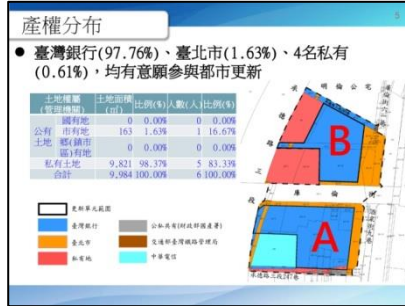 5
產權分布
● 臺灣銀行(97.76%)、臺北市(1.63%)、4名私有
(0.61%)，均有意願參與都市更新
土地權屬
(管理機關) 土地面積
(㎡) 比例(%) 人數(人) 比例(%)
公有
土地 國有地 0 0.00% 0 0.00%
市有地 163 1.63% 1 16.67%
鄉(鎮市
區)有地 0 0.00% 0 0.00%
私有土地 9,821 98.37% 5 83.33%
合計 9,984 100.00% 6 100.00%
B
A
更新單元範圍
臺灣銀行
臺北市
私有地
公私共有(財政部國產署)
交通部臺灣鐵路管理局
中華電信